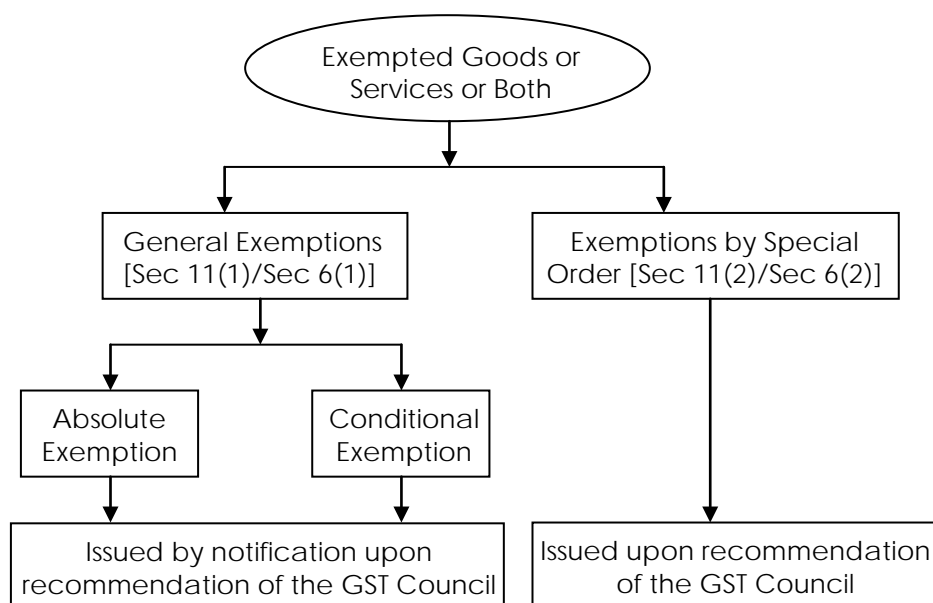 Exempted Goods or
Services or Both
General Exemptions
[Sec 11(1)/Sec 6(1)]
Exemptions by Special
Order [Sec 11(2)/Sec 6(2)]
Absolute
Exemption
Conditional
Exemption
Issued by notification upon
recommendation of the GST Council
Issued upon recommendation
of the GST Council